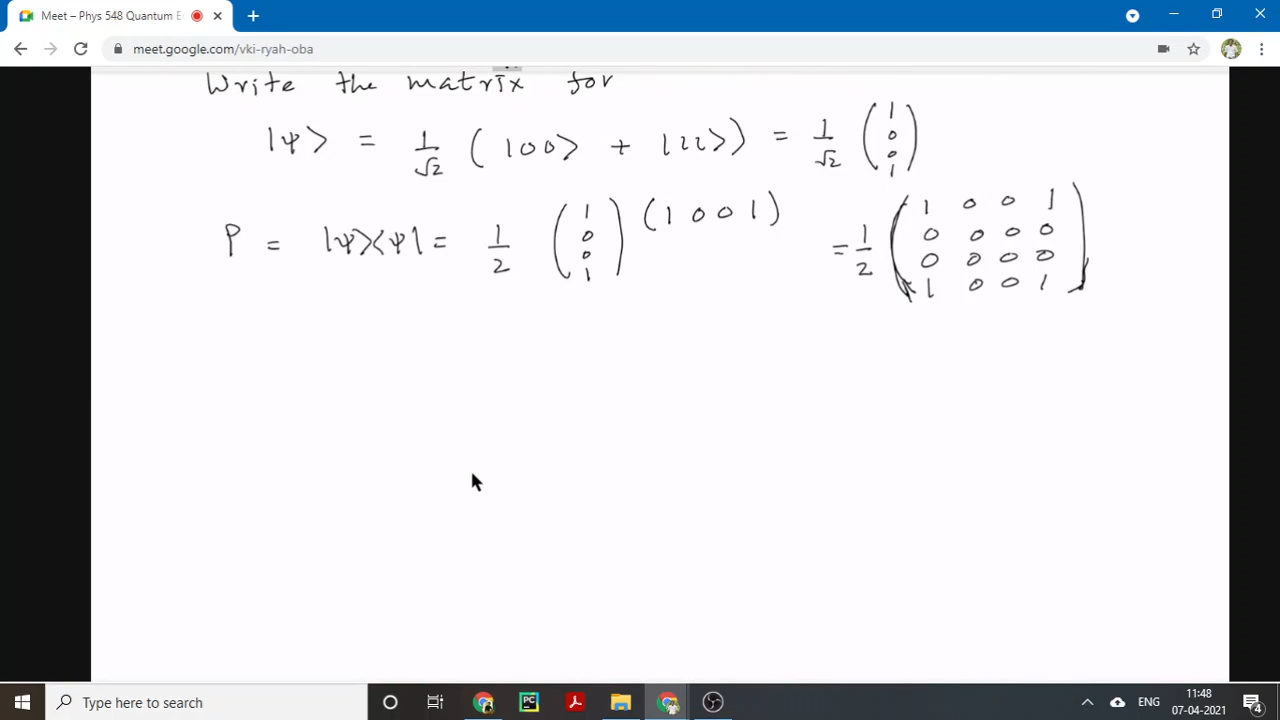 Meet – Phys 548 Quantum E
meet.google.com/vki-ryah-oba
Write the matrix for
|ψ> = 1/√2 ( |00> + |11> ) = 1/√2 (1 0 0 1)
P = |ψ><ψ| = 1/2 (1 0 0 1) (1 0 0 1) = 1/2 (1 0 0 1
0 0 0 0
0 0 0 0
1 0 0 1)
Type here to search
ENG
11:48
07-04-2021
4